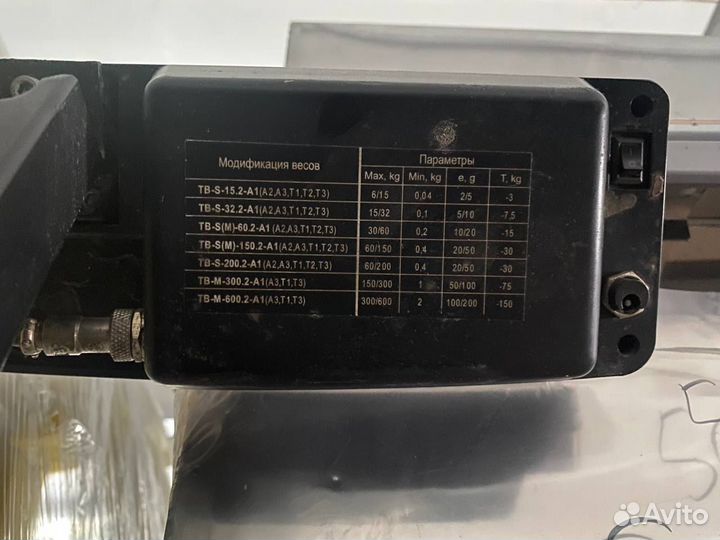 Модификация весов Параметры
Max, kg Min, kg e, g T, kg
TB-S-15.2-A1(A2,A3,T1,T2,T3) 6/15 0,04 2/5 -3
TB-S-32.2-A1(A2,A3,T1,T2,T3) 15/32 0,1 5/10 -7,5
TB-S(M)-60.2-A1 (A2,A3,T1,T2,T3) 30/60 0,2 10/20 -15
TB-S(M)-150.2-A1(A2,A3,T1,T2,T3) 60/150 0,4 20/50 -30
TB-S-200.2-A1(A2,A3,T1,T2,T3) 60/200 0,4 20/50 -30
TB-M-300.2-A1(A3,T1,T3) 150/300 1 50/100 -75
TB-M-600.2-A1(A3,T1,T3) 300/600 2 100/200 -150
Avito